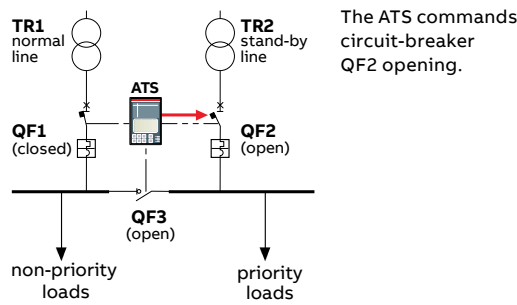 TR1
normal
line
TR2
stand-by
line
The ATS commands
circuit-breaker
QF2 opening.
ATS
QF1
(closed)
QF2
(open)
QF3
(open)
non-priority
loads
priority
loads